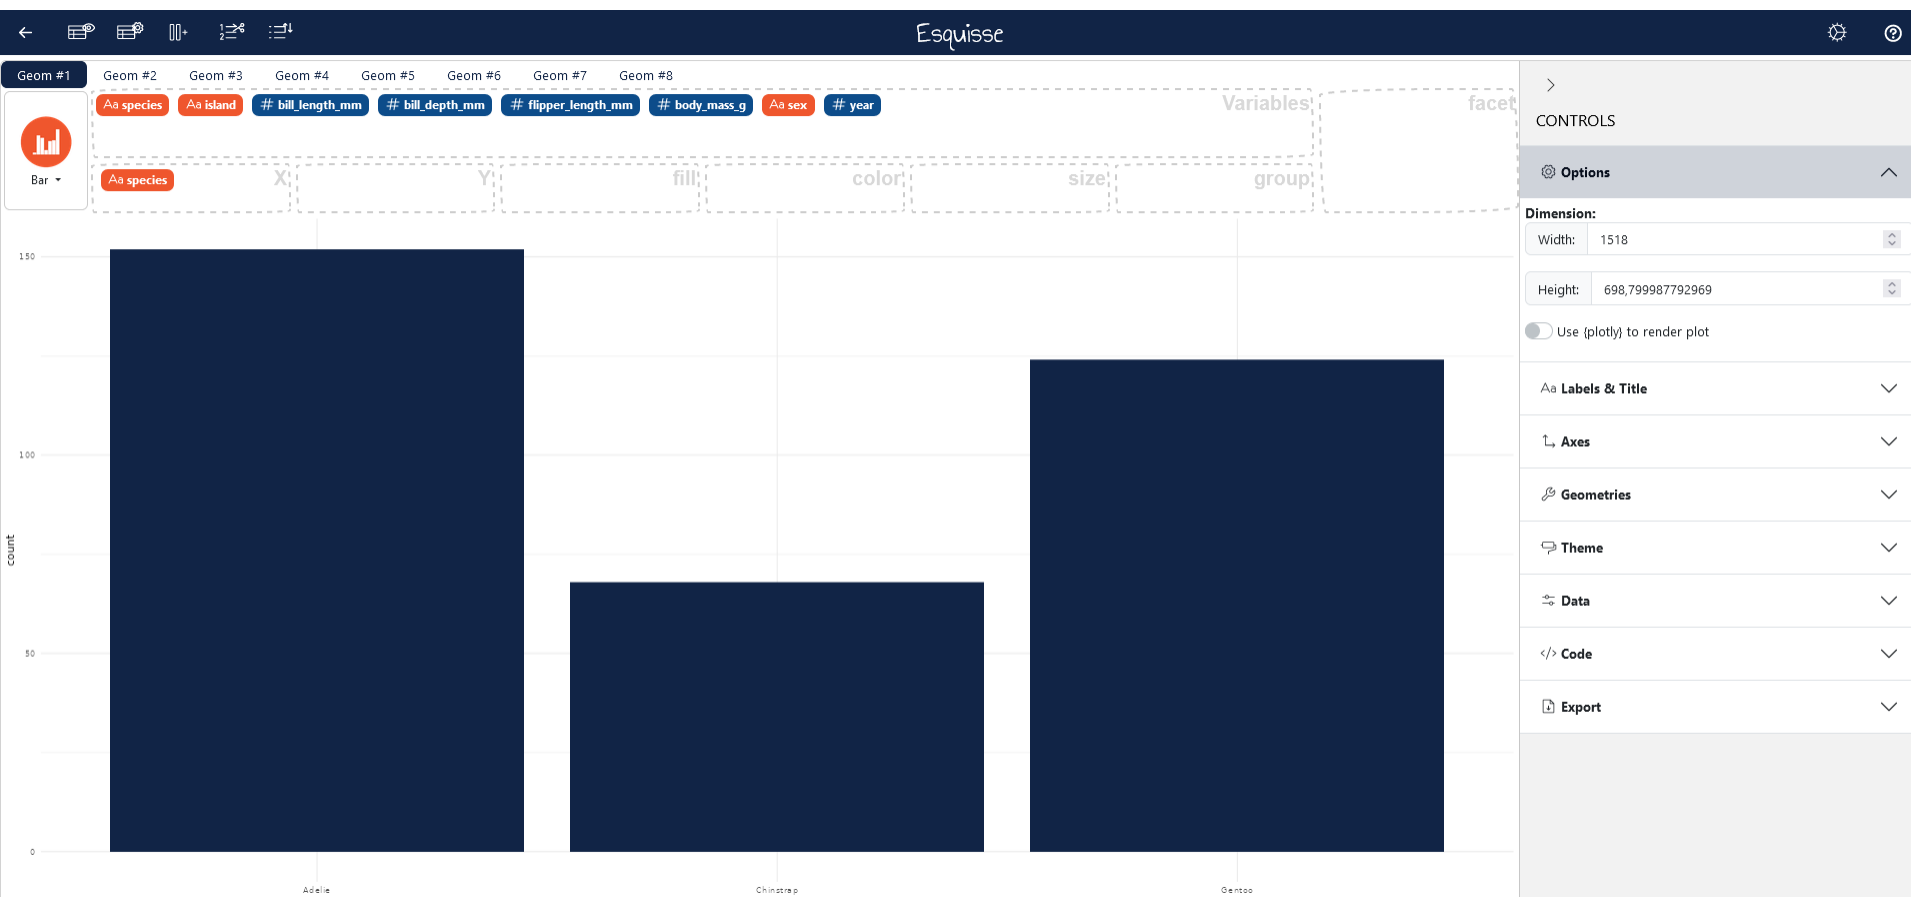 Esquisse
Geom #1 Geom #2 Geom #3 Geom #4 Geom #5 Geom #6 Geom #7 Geom #8
Aa species Aa island # bill_length_mm # bill_depth_mm # flipper_length_mm # body_mass_g Aa sex # year Variables facet
Bar
Aa species X Y fill color size group
150
100
50
0
count
Adelie Chinstrap Gentoo
CONTROLS
Options
Dimension:
Width: 1518
Height: 698,799987792969
Use {plotly} to render plot
Aa Labels & Title
Axes
Geometries
Theme
Data
</> Code
Export